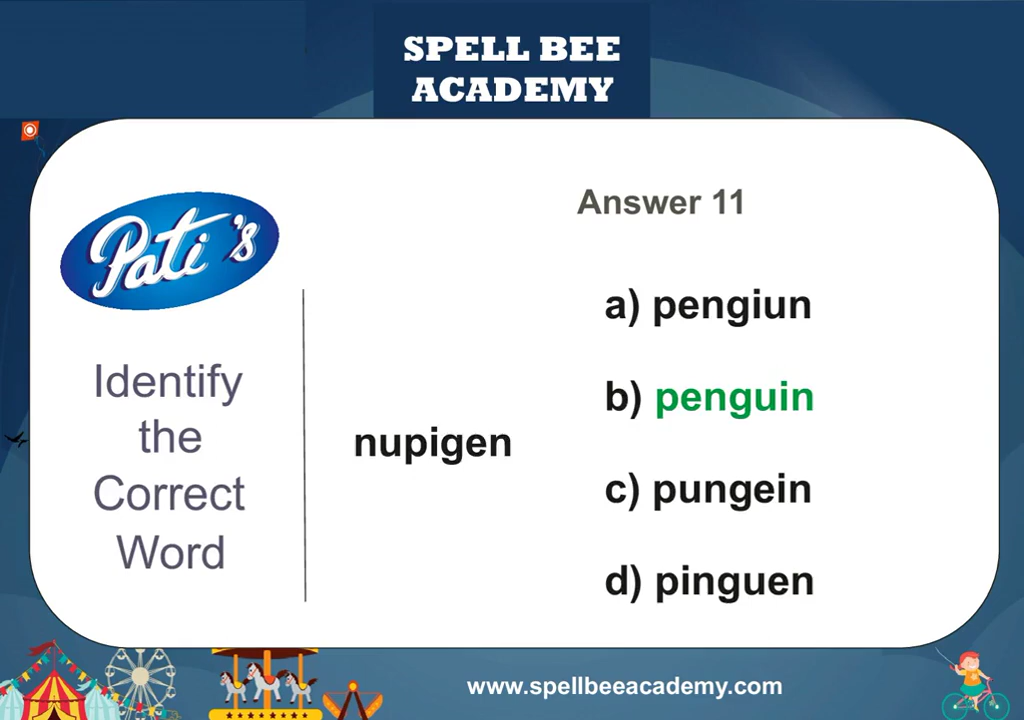 SPELL BEE
ACADEMY
Pati's
Answer 11
Identify
the
Correct
Word
nupigen
a) pengiun
b) penguin
c) pungein
d) pinguen
www.spellbeeacademy.com